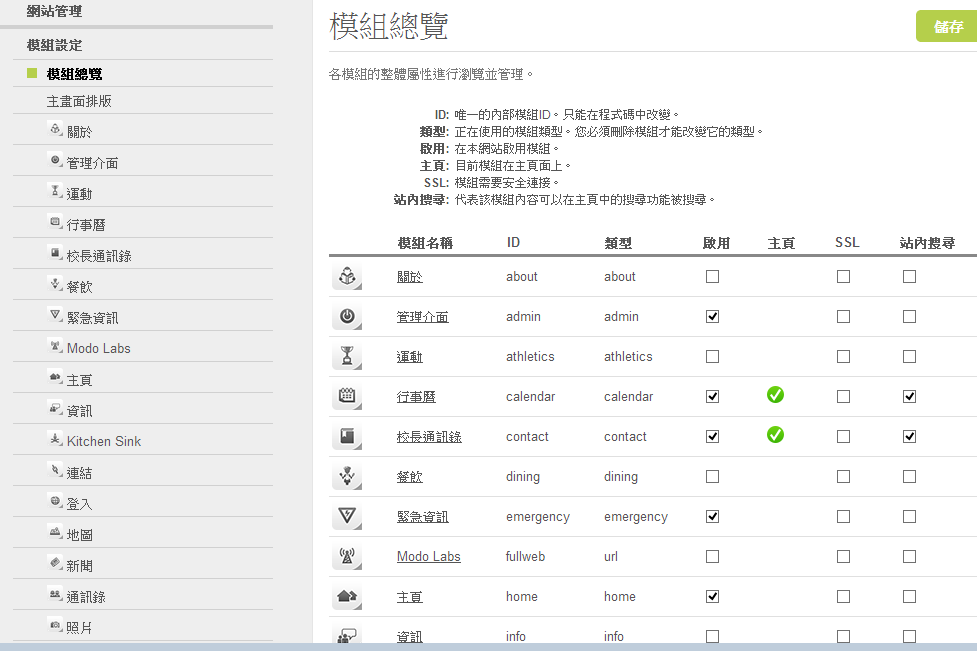 網站管理
模組設定
模組總覽
主畫面排版
關於
管理介面
運動
行事曆
校長通訊錄
餐飲
緊急資訊
Modo Labs
主頁
資訊
Kitchen Sink
連結
登入
地圖
新聞
通訊錄
照片
模組總覽
儲存
各模組的整體屬性進行瀏覽並管理。
ID: 唯一的內部模組ID。只能在程式碼中改變。
類型: 正在使用的模組類型。您必須刪除模組才能改變它的類型。
啟用: 在本網站啟用模組。
主頁: 目前模組在主頁面上。
SSL: 模組需要安全連接。
站內搜尋: 代表該模組內容可以在主頁中的搜尋功能被搜尋。
模組名稱 ID 類型 啟用 主頁 SSL 站內搜尋
關於 about about
管理介面 admin admin
運動 athletics athletics
行事曆 calendar calendar
校長通訊錄 contact contact
餐飲 dining dining
緊急資訊 emergency emergency
Modo Labs fullweb url
主頁 home home
資訊 info info